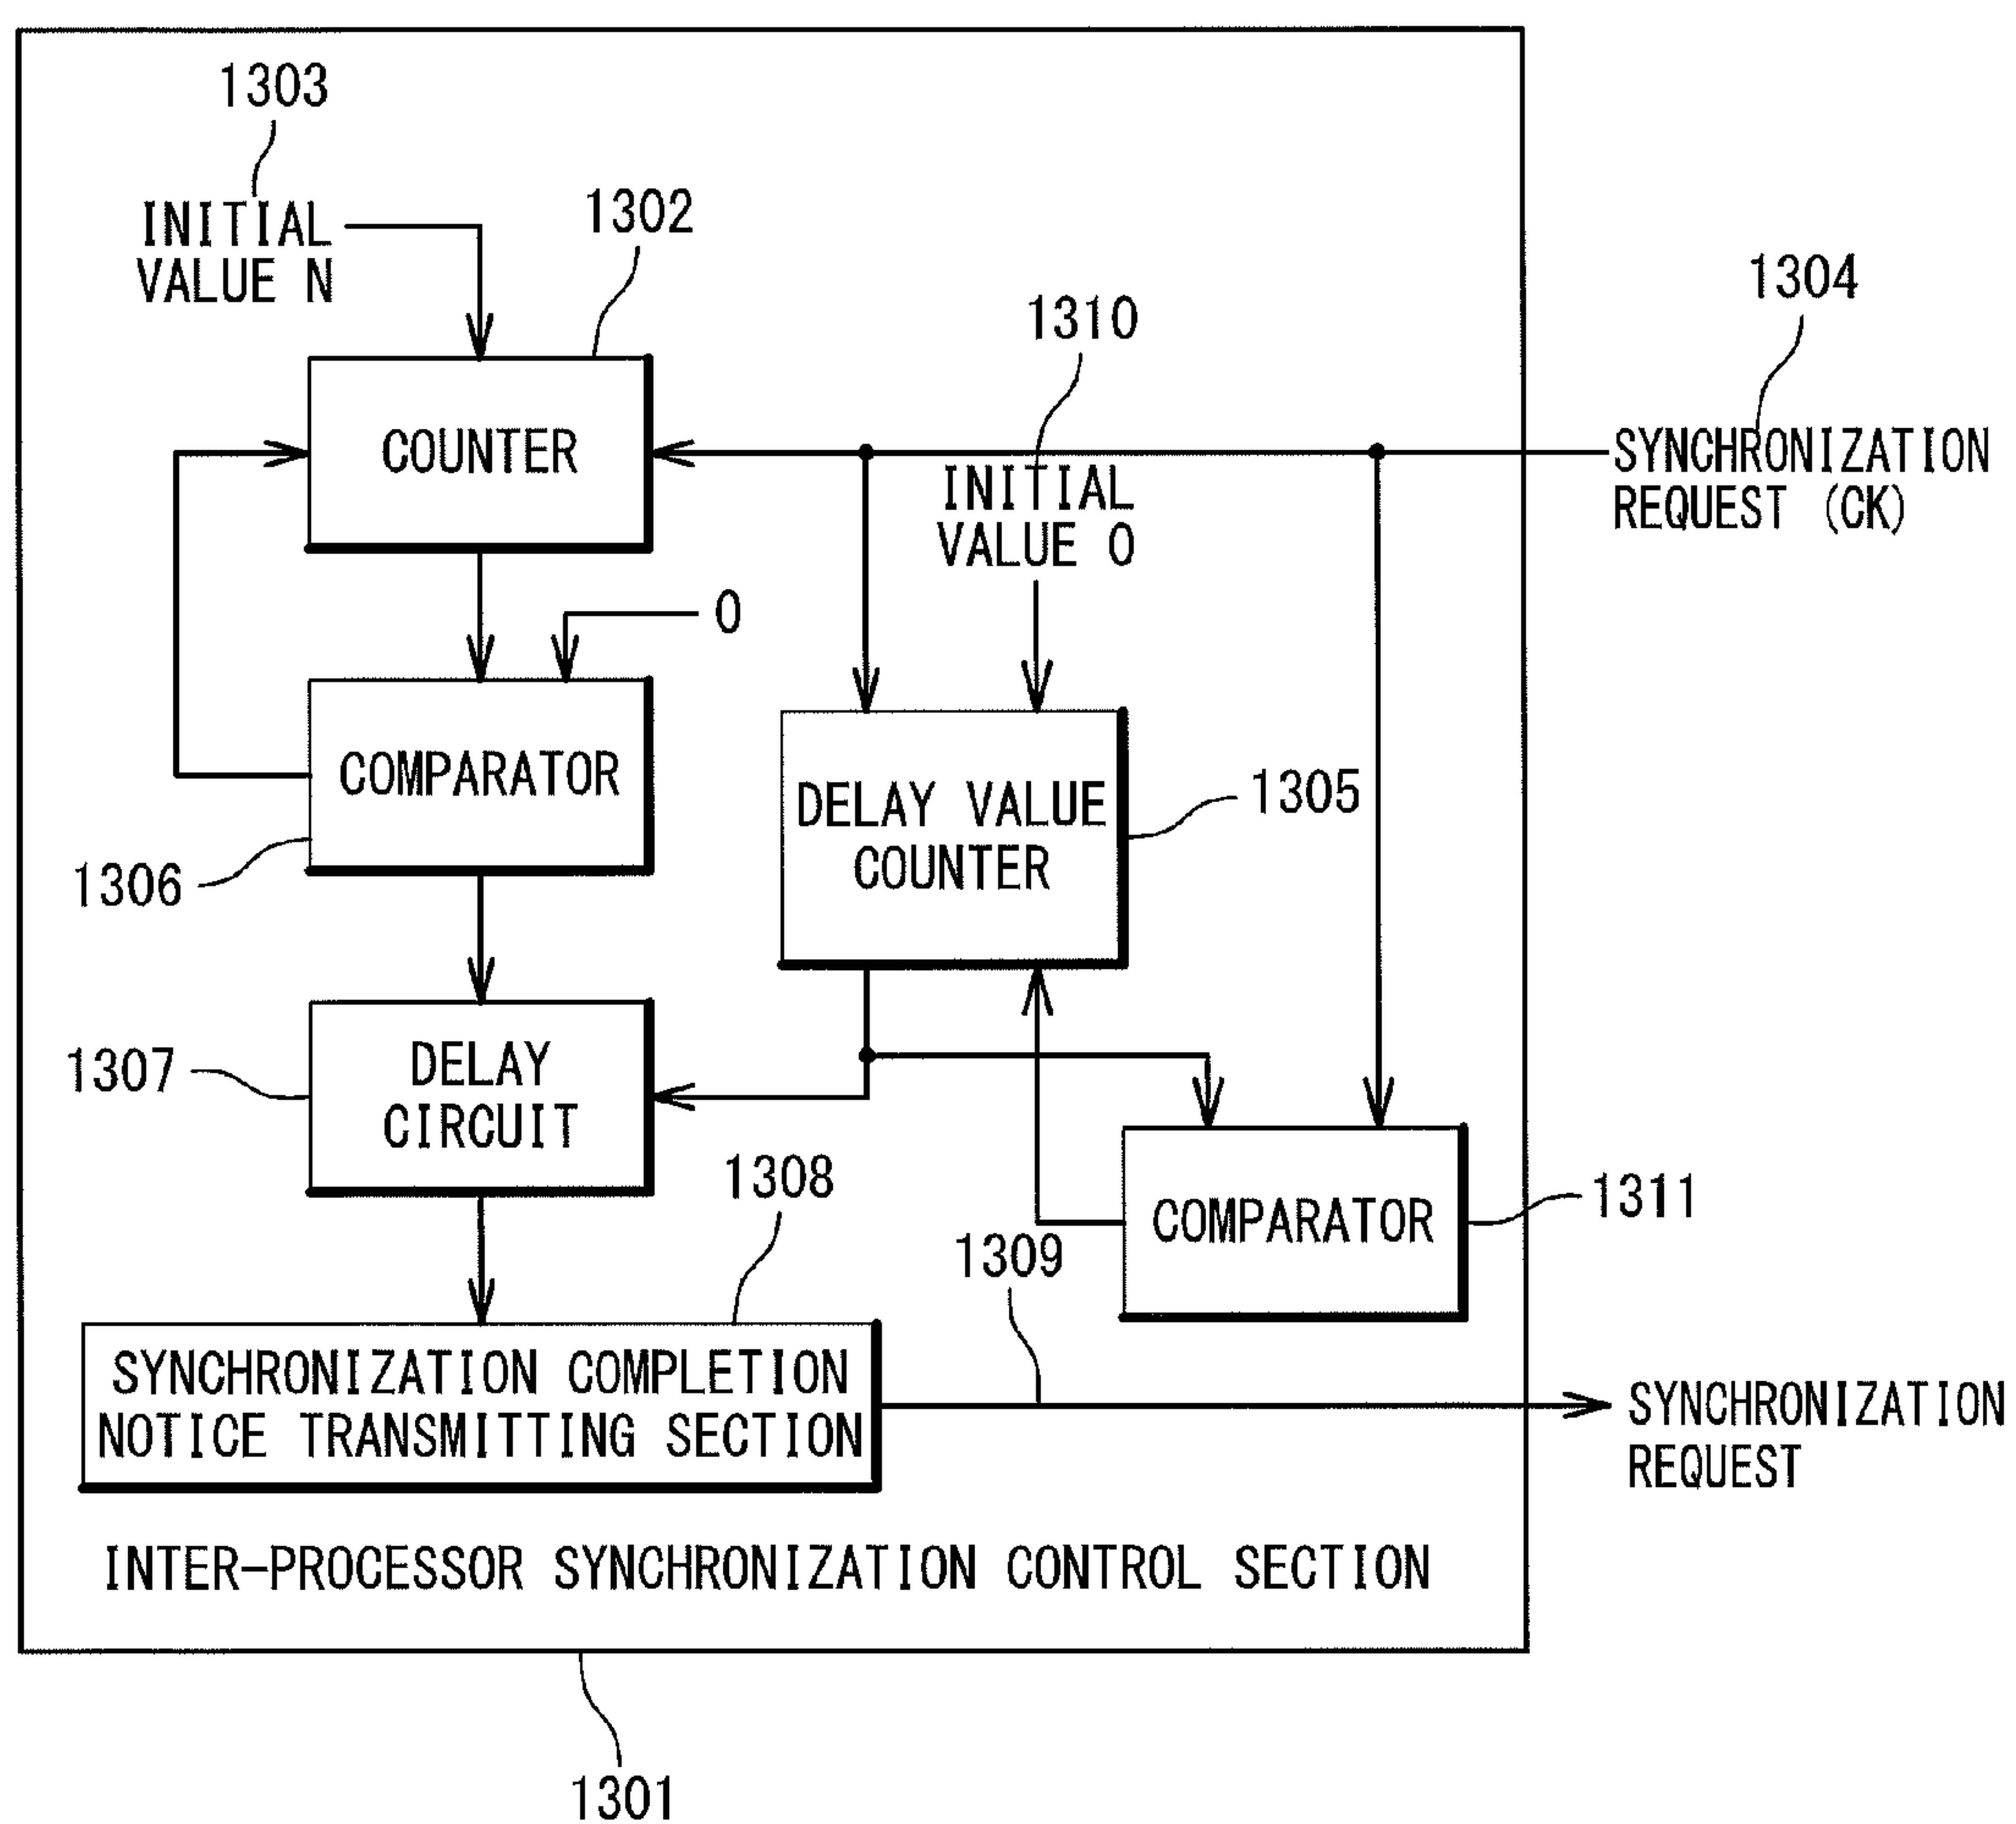 1303
INITIAL
VALUE N
1302
1310
1304
COUNTER
SYNCHRONIZATION
REQUEST (CK)
INITIAL
VALUE 0
0
COMPARATOR
1306
DELAY VALUE
COUNTER
1305
1307
DELAY
CIRCUIT
1308
1309
COMPARATOR
1311
SYNCHRONIZATION COMPLETION
NOTICE TRANSMITTING SECTION
SYNCHRONIZATION
REQUEST
INTER-PROCESSOR SYNCHRONIZATION CONTROL SECTION
1301